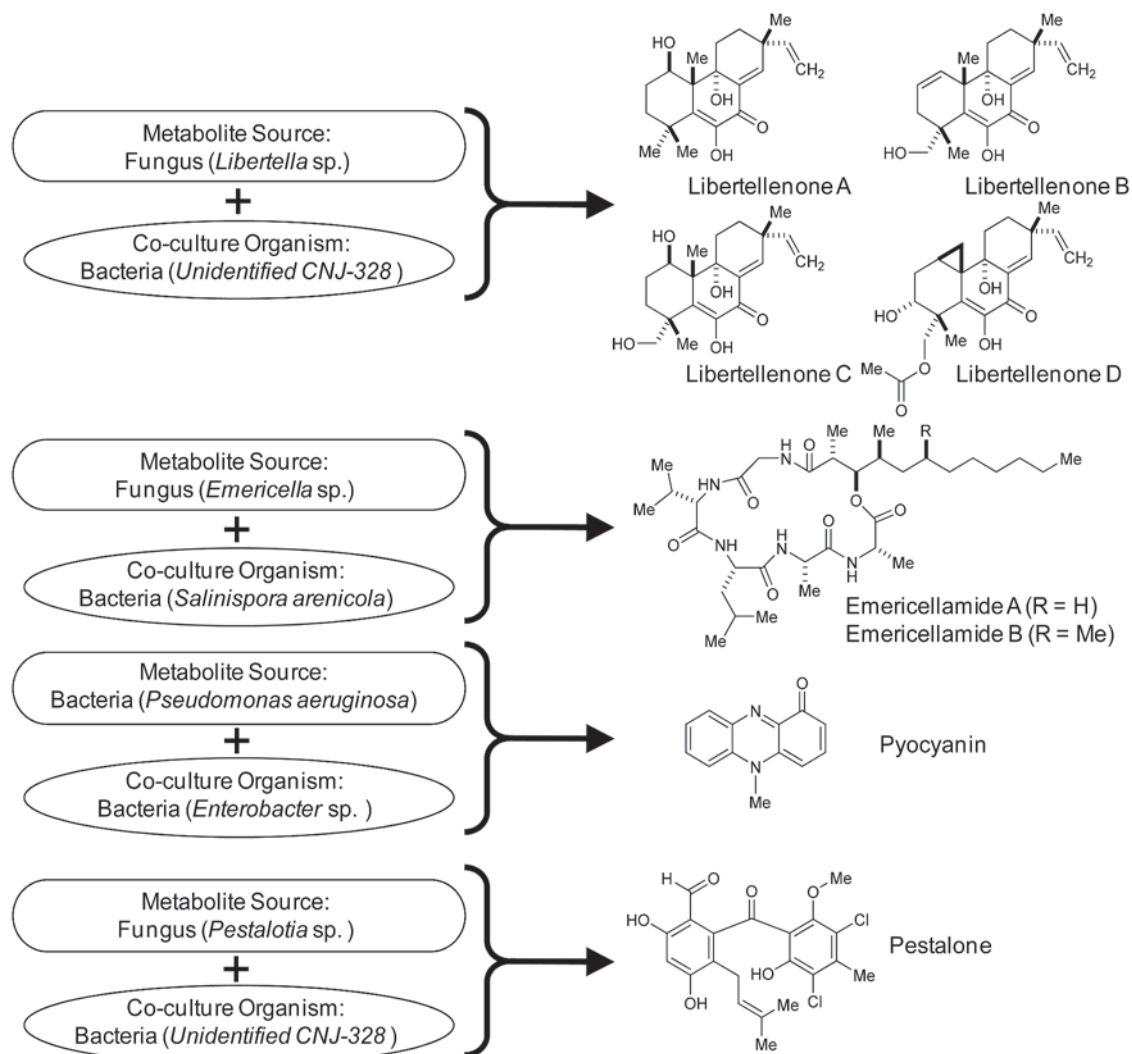 Metabolite Source:
Fungus (Libertella sp.)
+
Co-culture Organism:
Bacteria (Unidentified CNJ-328 )
HO
Me
Me
CH2
OH
O
Me
Me
OH
Libertellenone A
Me
Me
CH2
OH
O
HO
Me
OH
Libertellenone B
HO
Me
Me
CH2
OH
O
HO
Me
OH
Libertellenone C
Me
CH2
OH
O
HO
Me
OH
Me
O
O
Libertellenone D
Metabolite Source:
Fungus (Emericella sp.)
+
Co-culture Organism:
Bacteria (Salinispora arenicola)
Me
Me
R
Me
H
N
O
O
Me
Me
HN
O
O
O
O
NH
NH
O
N
H
Me
O
Me
Me
Me
Emericellamide A (R = H)
Emericellamide B (R = Me)
Metabolite Source:
Bacteria (Pseudomonas aeruginosa)
+
Co-culture Organism:
Bacteria (Enterobacter sp. )
O
N
N
Me
Pyocyanin
Metabolite Source:
Fungus (Pestalotia sp. )
+
Co-culture Organism:
Bacteria (Unidentified CNJ-328 )
H
O
O
O
Me
HO
Cl
HO
Me
OH
Cl
Me
Me
Pestalone